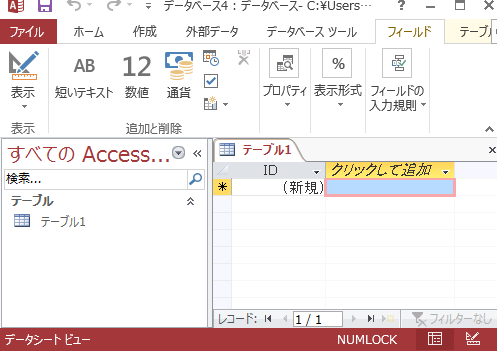 データベース4 : データベース- C:¥Users…
ファイル ホーム 作成 外部データ データベース ツール フィールド テーブル
表示 AB 短いテキスト 12 数値 通貨 プロパティ % 表示形式 フィールドの入力規則
表示 追加と削除
すべての Access...
検索...
テーブル
テーブル1
テーブル1
ID クリックして追加
(新規)
レコード: 1 / 1 フィルターなし
データシート ビュー NUMLOCK